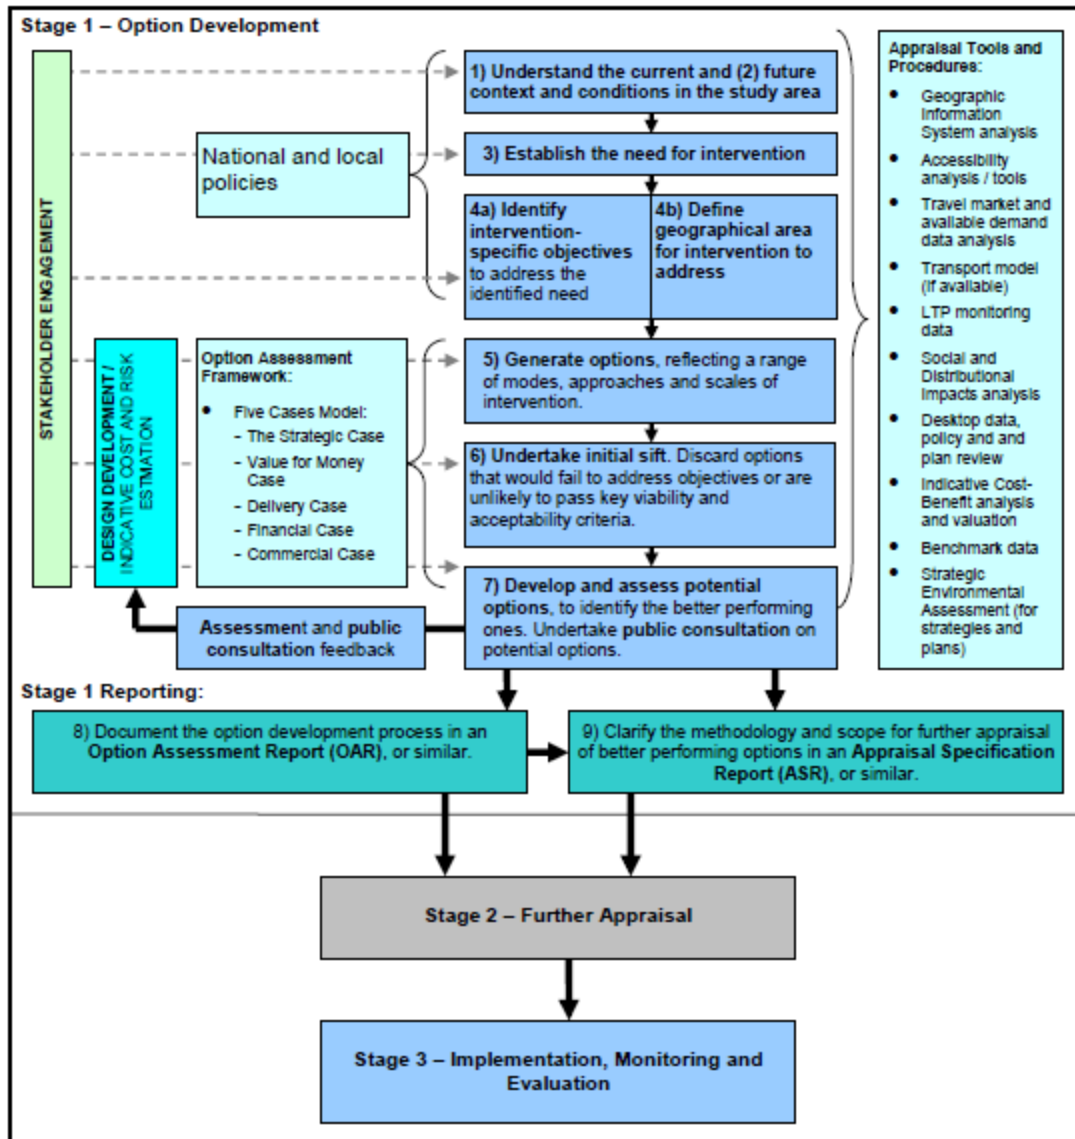 Stage 1 – Option Development
STAKEHOLDER ENGAGEMENT
National and local
policies
1) Understand the current and (2) future
context and conditions in the study area
3) Establish the need for intervention
4a) Identify
intervention-
specific objectives
to address the
identified need
4b) Define
geographical area
for intervention to
address
DESIGN DEVELOPMENT /
INDICATIVE COST AND RISK
ESTMATION
Option Assessment
Framework:
• Five Cases Model:
– The Strategic Case
– Value for Money
Case
– Delivery Case
– Financial Case
– Commercial Case
5) Generate options, reflecting a range
of modes, approaches and scales of
intervention.
6) Undertake initial sift. Discard options
that would fail to address objectives or are
unlikely to pass key viability and
acceptability criteria.
7) Develop and assess potential
options, to identify the better performing
ones. Undertake public consultation on
potential options.
Assessment and public
consultation feedback
Appraisal Tools and
Procedures:
• Geographic
Information
System analysis
• Accessibility
analysis / tools
• Travel market and
available demand
data analysis
• Transport model
(if available)
• LTP monitoring
data
• Social and
Distributional
Impacts analysis
• Desktop data,
policy and and
plan review
• Indicative Cost-
Benefit analysis
and valuation
• Benchmark data
• Strategic
Environmental
Assessment (for
strategies and
plans)
Stage 1 Reporting:
8) Document the option development process in an
Option Assessment Report (OAR), or similar.
9) Clarify the methodology and scope for further appraisal
of better performing options in an Appraisal Specification
Report (ASR), or similar.
Stage 2 – Further Appraisal
Stage 3 – Implementation, Monitoring and
Evaluation